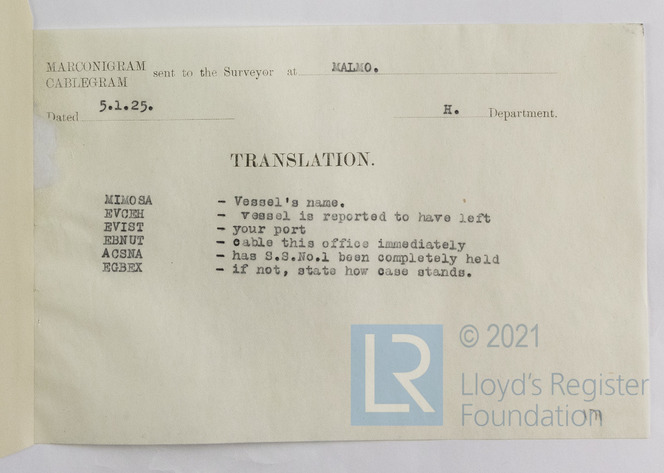 MARCONIGRAM
CABLEGRAM sent to the Surveyor at MALMO.
Dated 5.1.25. H. Department.
TRANSLATION.
MIMOSA - Vessel's name.
EVCEH - vessel is reported to have left
EVIST - your port
EBNUT - cable this office immediately
ACSNA - has S.S.No.1 been completely held
EGBEX - if not, state how case stands.
LR © 2021
Lloyd's Register
Foundation